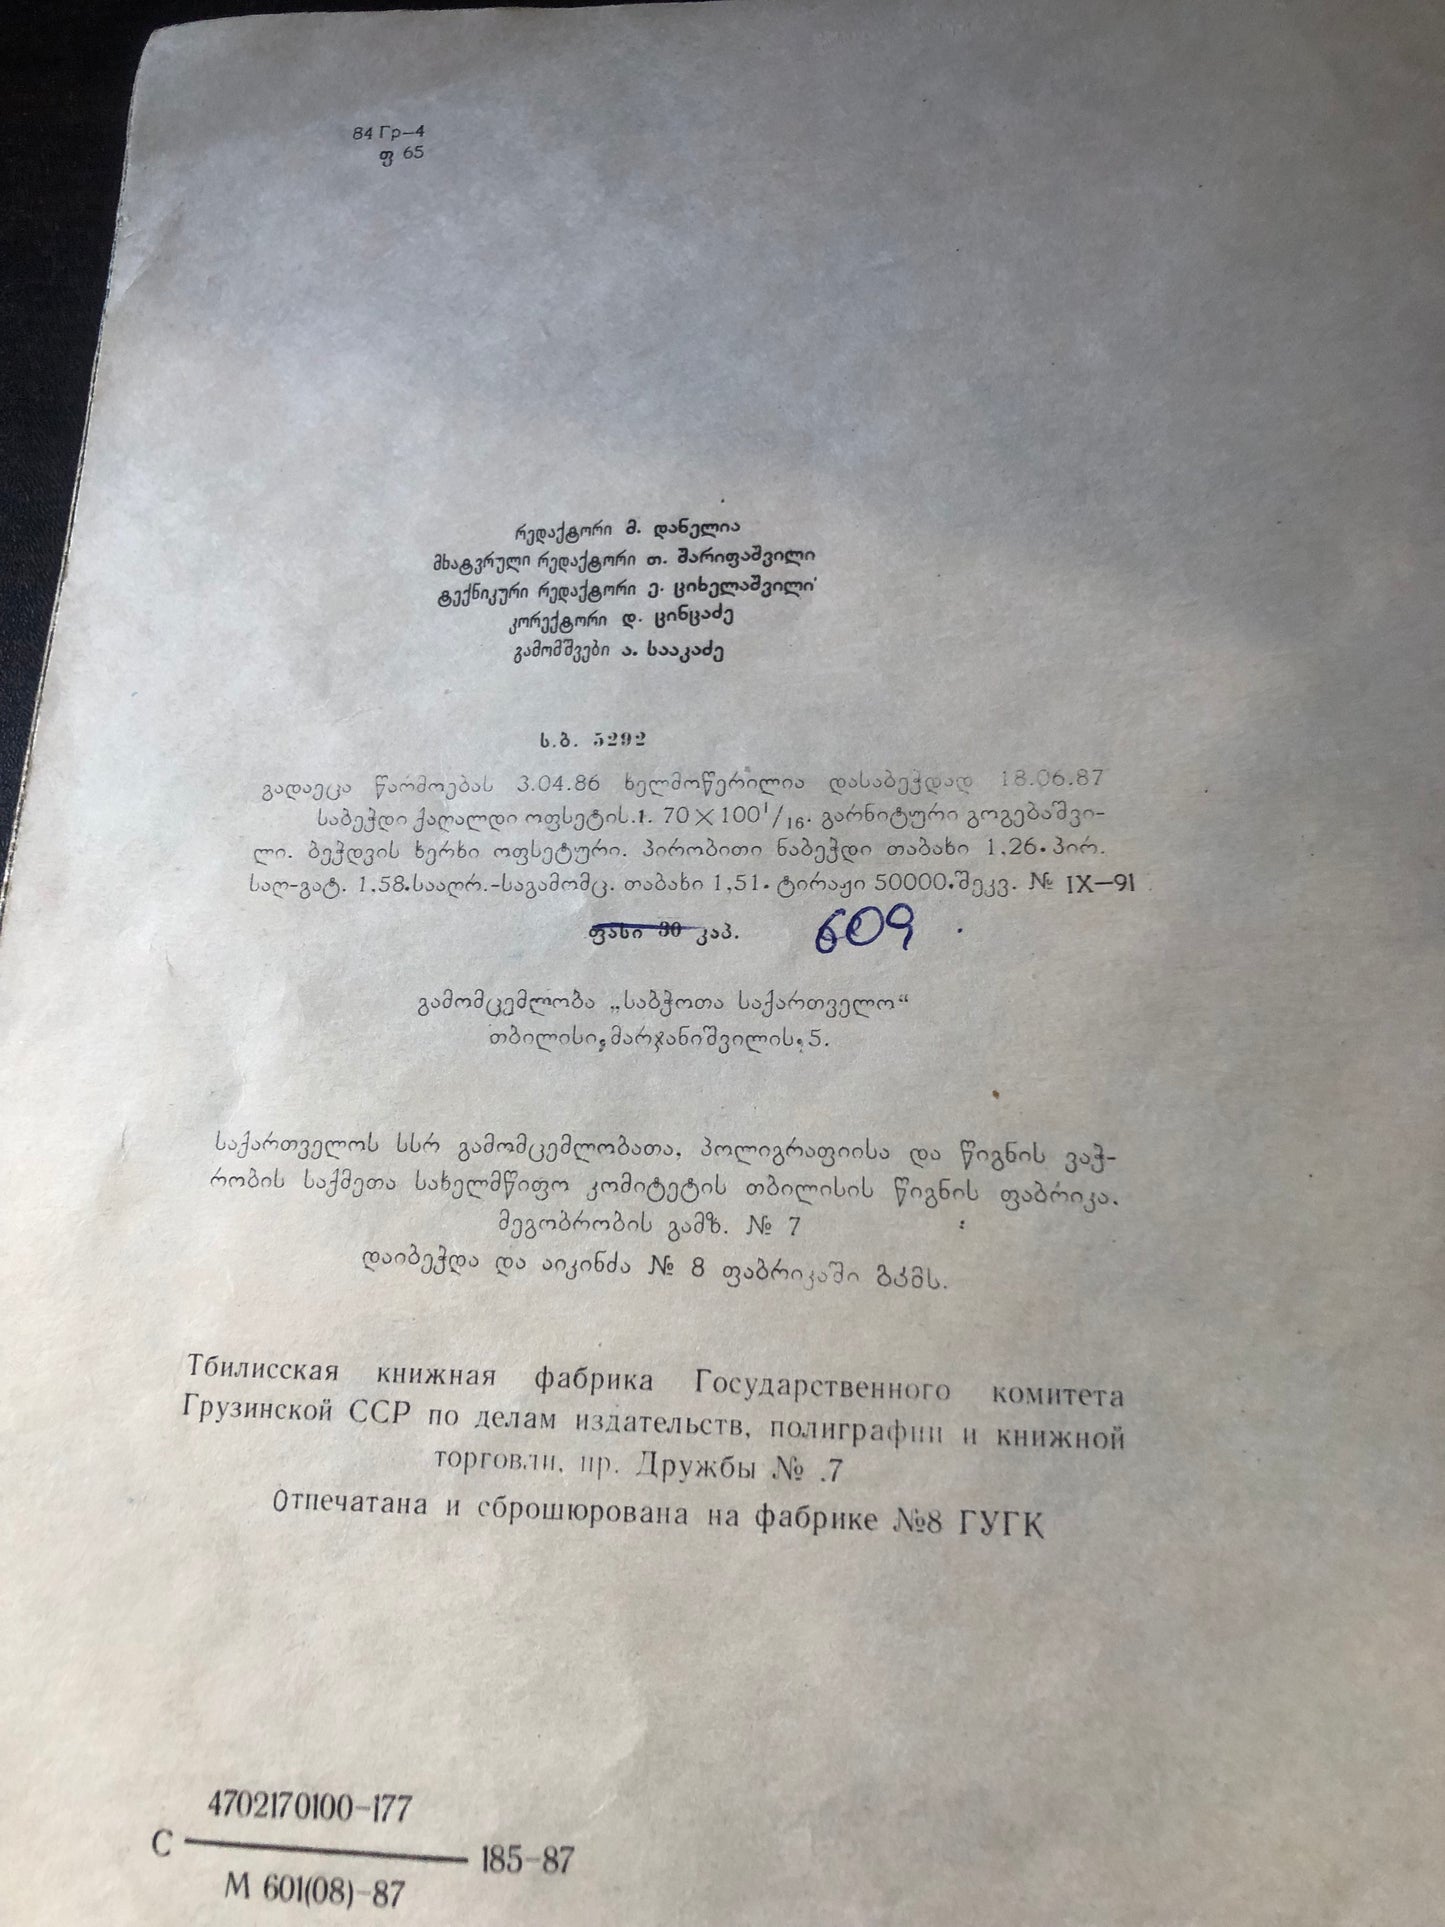 84 Гр—4
ფ 65
რედაქტორი მ. დანელია
მხატვრული რედაქტორი თ. შარიფაშვილი
ტექნიკური რედაქტორი ე. ციხელაშვილი
კორექტორი დ. ცინცაძე
გამომშვები ა. სააკაძე
ს.ბ. 5292
გადაეცა წარმოებას 3.04.86 ხელმოწერილია დასაბეჭდად 18.06.87
საბეჭდი ქაღალდი ოფსეტის.1. 70×100¹/₁₆. გარნიტური გოგებაშვი-
ლი. ბეჭდვის ხერხი ოფსეტური. პირობითი ნაბეჭდი თაბახი 1,26. პირ.
საღ-გატ. 1,58. სააღრ.-საგამომც. თაბახი 1,51. ტირაჟი 50000. შეკვ. № IX—91
ფასი 30 კაპ. 609
გამომცემლობა „საბჭოთა საქართველო“
თბილისი, მარჯანიშვილის, 5.
საქართველოს სსრ გამომცემლობათა, პოლიგრაფიისა და წიგნის ვაჭ-
რობის საქმეთა სახელმწიფო კომიტეტის თბილისის წიგნის ფაბრიკა.
მეგობრობის გამზ. № 7
დაიბეჭდა და აიკინძა № 8 ფაბრიკაში გკმს.
Тбилисская книжная фабрика Государственного комитета
Грузинской ССР по делам издательств, полиграфии и книжной
торговли, пр. Дружбы № .7
Отпечатана и сброшюрована на фабрике №8 ГУГК
4702170100—177
С ———— 185—87
М 601(08)—87